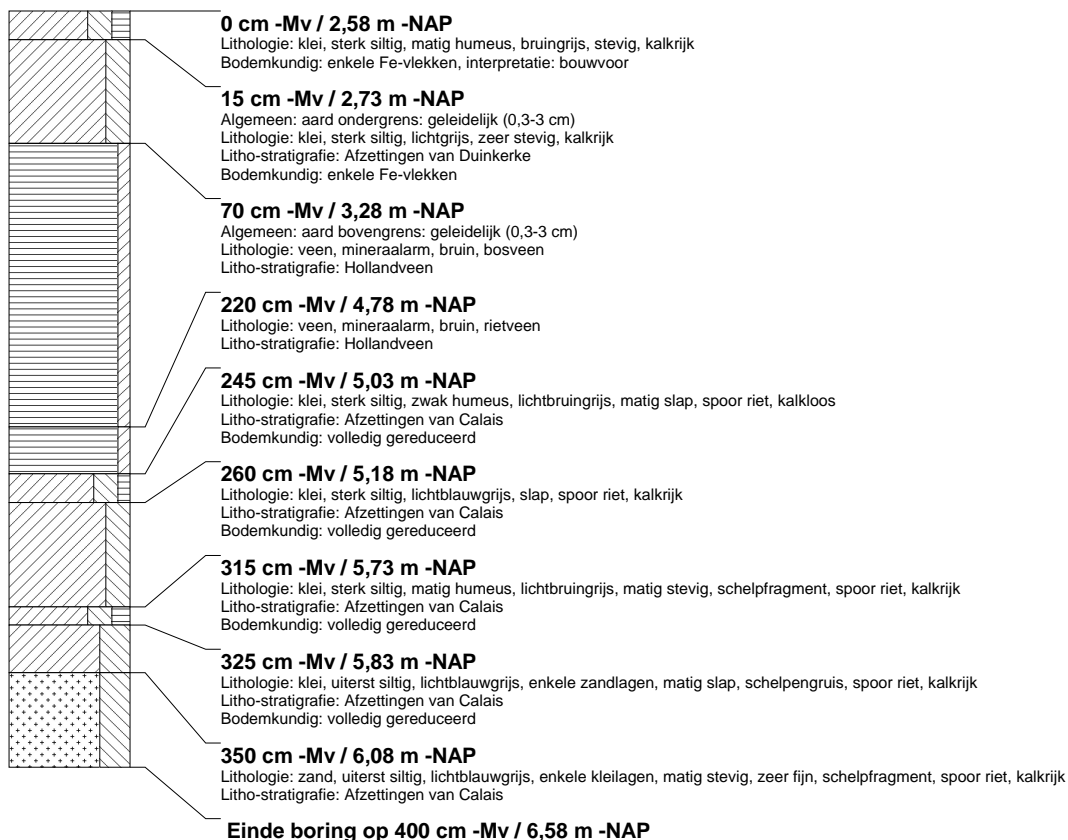 0 cm -Mv / 2,58 m -NAP
Lithologie: klei, sterk siltig, matig humeus, bruingrijs, stevig, kalkrijk
Bodemkundig: enkele Fe-vlekken, interpretatie: bouwvoor
15 cm -Mv / 2,73 m -NAP
Algemeen: aard ondergrens: geleidelijk (0,3-3 cm)
Lithologie: klei, sterk siltig, lichtgrijs, zeer stevig, kalkrijk
Litho-stratigrafie: Afzettingen van Duinkerke
Bodemkundig: enkele Fe-vlekken
70 cm -Mv / 3,28 m -NAP
Algemeen: aard bovengrens: geleidelijk (0,3-3 cm)
Lithologie: veen, mineraalarm, bruin, bosveen
Litho-stratigrafie: Hollandveen
220 cm -Mv / 4,78 m -NAP
Lithologie: veen, mineraalarm, bruin, rietveen
Litho-stratigrafie: Hollandveen
245 cm -Mv / 5,03 m -NAP
Lithologie: klei, sterk siltig, zwak humeus, lichtbruingrijs, matig slap, spoor riet, kalkloos
Litho-stratigrafie: Afzettingen van Calais
Bodemkundig: volledig gereduceerd
260 cm -Mv / 5,18 m -NAP
Lithologie: klei, sterk siltig, lichtblauwgrijs, slap, spoor riet, kalkrijk
Litho-stratigrafie: Afzettingen van Calais
Bodemkundig: volledig gereduceerd
315 cm -Mv / 5,73 m -NAP
Lithologie: klei, sterk siltig, matig humeus, lichtbruingrijs, matig stevig, schelpfragment, spoor riet, kalkrijk
Litho-stratigrafie: Afzettingen van Calais
Bodemkundig: volledig gereduceerd
325 cm -Mv / 5,83 m -NAP
Lithologie: klei, uiterst siltig, lichtblauwgrijs, enkele zandlagen, matig slap, schelpengruis, spoor riet, kalkrijk
Litho-stratigrafie: Afzettingen van Calais
Bodemkundig: volledig gereduceerd
350 cm -Mv / 6,08 m -NAP
Lithologie: zand, uiterst siltig, lichtblauwgrijs, enkele kleilagen, matig stevig, zeer fijn, schelpfragment, spoor riet, kalkrijk
Litho-stratigrafie: Afzettingen van Calais
Einde boring op 400 cm -Mv / 6,58 m -NAP